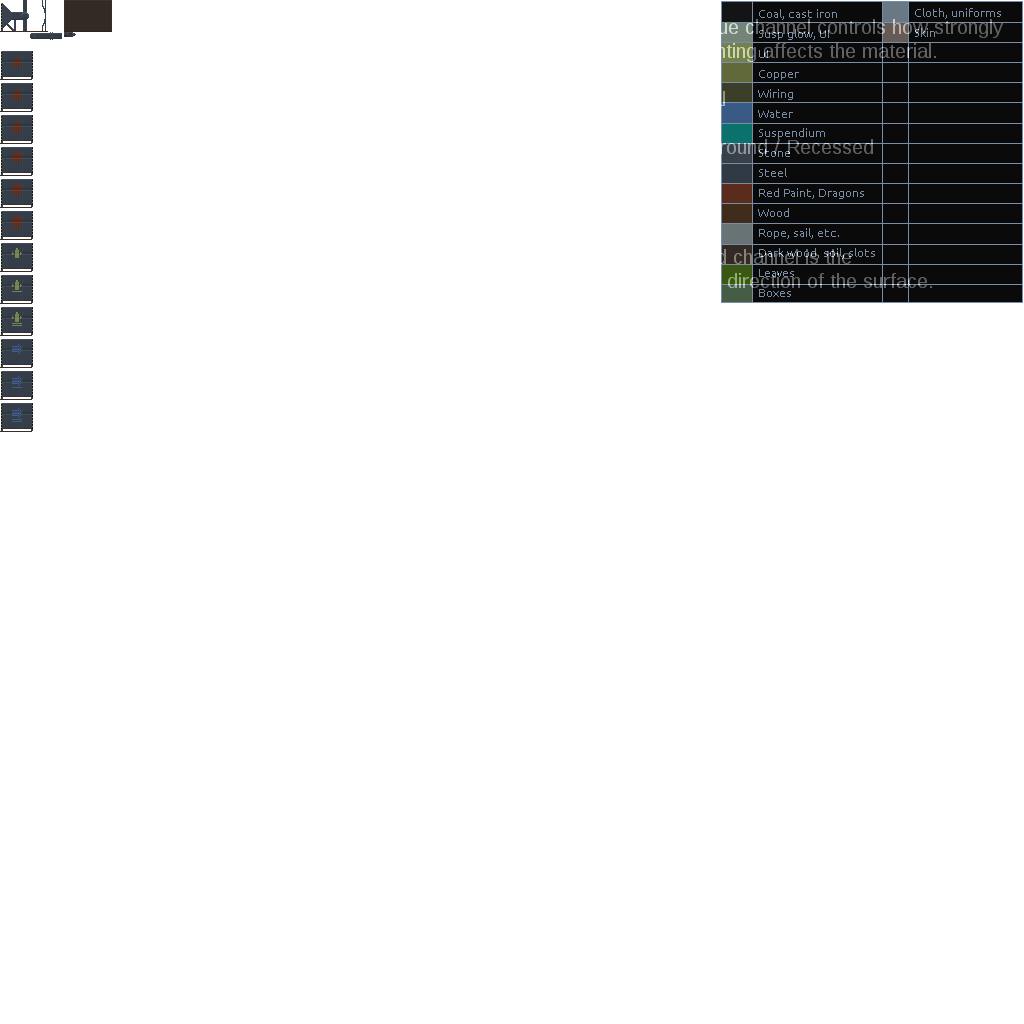 Coal, cast iron
Cloth, uniforms
ue channel controls how strongly
Susp glow, UI
Skin
nting affects the material.
UI
Copper
Wiring
Water
Suspendium
round / Recessed
Stone
Steel
Red Paint, Dragons
Wood
Rope, sail, etc.
Dark wood, soil, slots
d channel is the
Leaves
direction of the surface.
Boxes